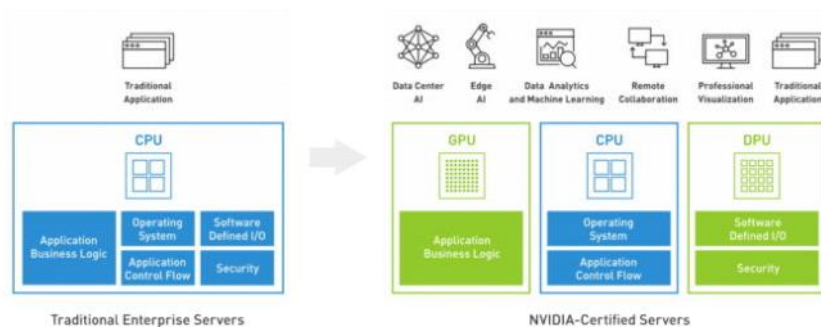 Traditional
Application
CPU
Application
Business Logic
Operating
System
Software
Defined I/O
Application
Control Flow
Security
Traditional Enterprise Servers
Data Center
AI
Edge
AI
Data Analytics
and Machine Learning
Remote
Collaboration
Professional
Visualization
Traditional
Application
GPU
Application
Business Logic
CPU
Operating
System
Application
Control Flow
DPU
Software
Defined I/O
Security
NVIDIA-Certified Servers